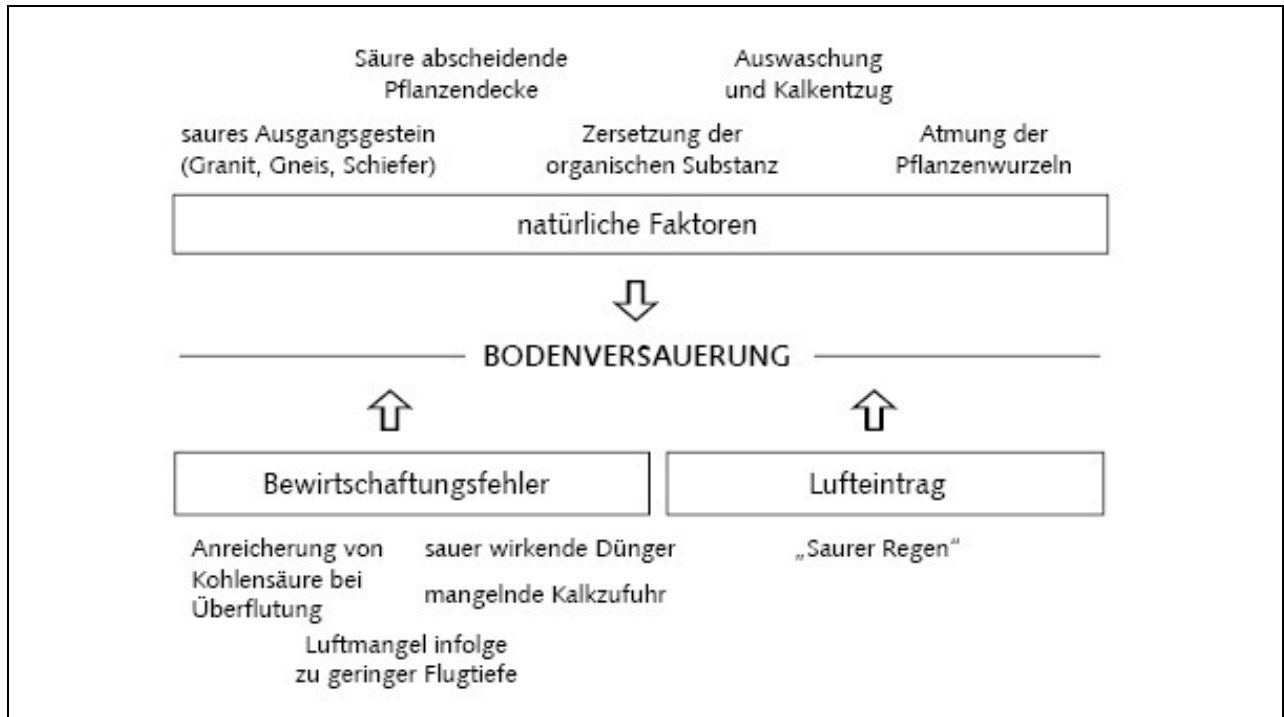 Säure abscheidende
Pflanzendecke
Auswaschung
und Kalkentzug
saures Ausgangsgestein
(Granit, Gneis, Schiefer)
Zersetzung der
organischen Substanz
Atmung der
Pflanzenwurzeln
natürliche Faktoren
BODENVERSAUERUNG
Bewirtschaftungsfehler
Lufteintrag
Anreicherung von
Kohlensäure bei
Überflutung
sauer wirkende Dünger
mangelnde Kalkzufuhr
„Saurer Regen“
Luftmangel infolge
zu geringer Flugtiefe